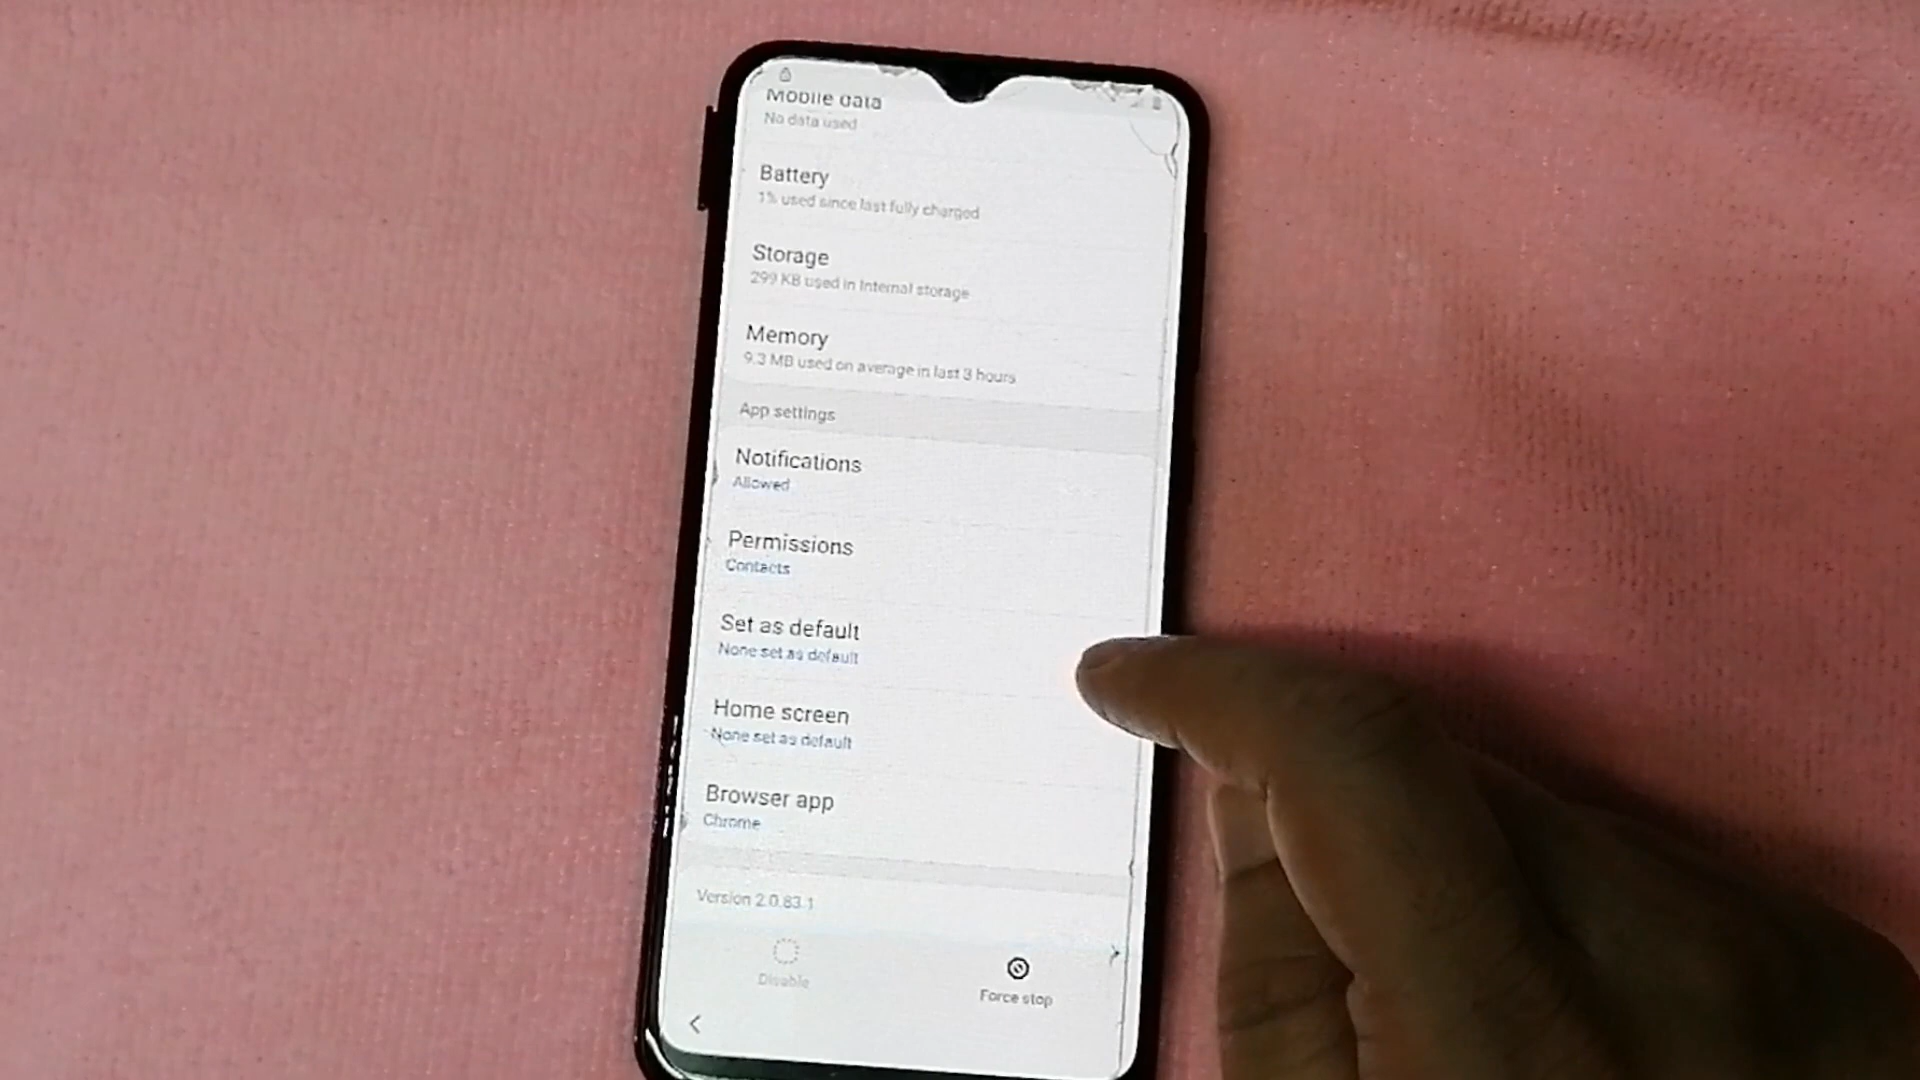 Mobile data
No data used
Battery
1% used since last fully charged
Storage
299 KB used in Internal storage
Memory
9.3 MB used on average in last 3 hours
App settings
Notifications
Allowed
Permissions
Contacts
Set as default
None set as default
Home screen
None set as default
Browser app
Chrome
Version 2.0.83.1
Disable
Force stop